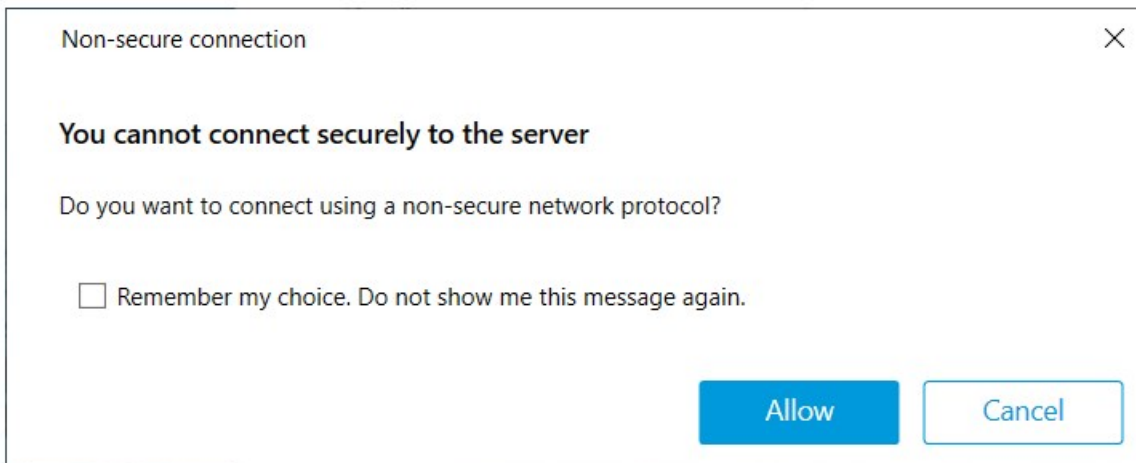 Non-secure connection
You cannot connect securely to the server
Do you want to connect using a non-secure network protocol?
Remember my choice. Do not show me this message again.
Allow
Cancel